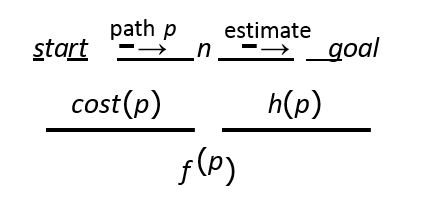 path p estimate
start → n → goal
cost(p) h(p)
f(p)